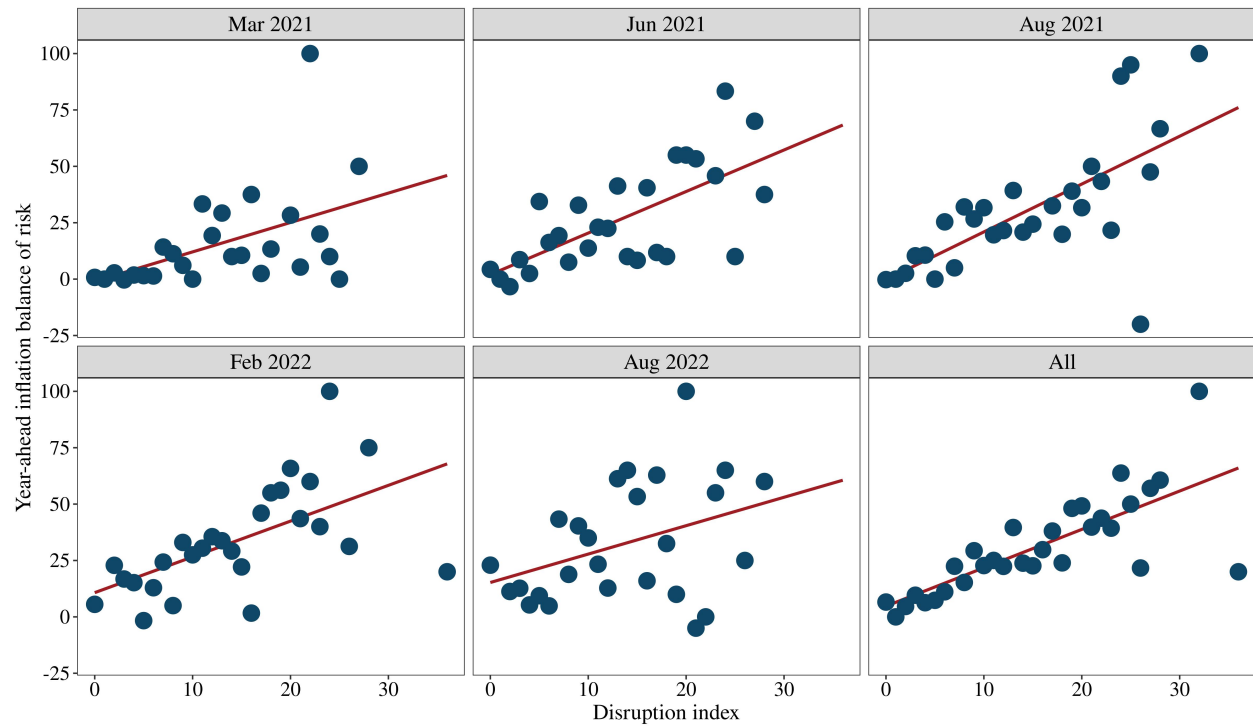 Mar 2021
Jun 2021
Aug 2021
100
75
50
25
0
-25
Feb 2022
Aug 2022
All
100
75
50
25
0
-25
0 10 20 30
0 10 20 30
0 10 20 30
Year-ahead inflation balance of risk
Disruption index